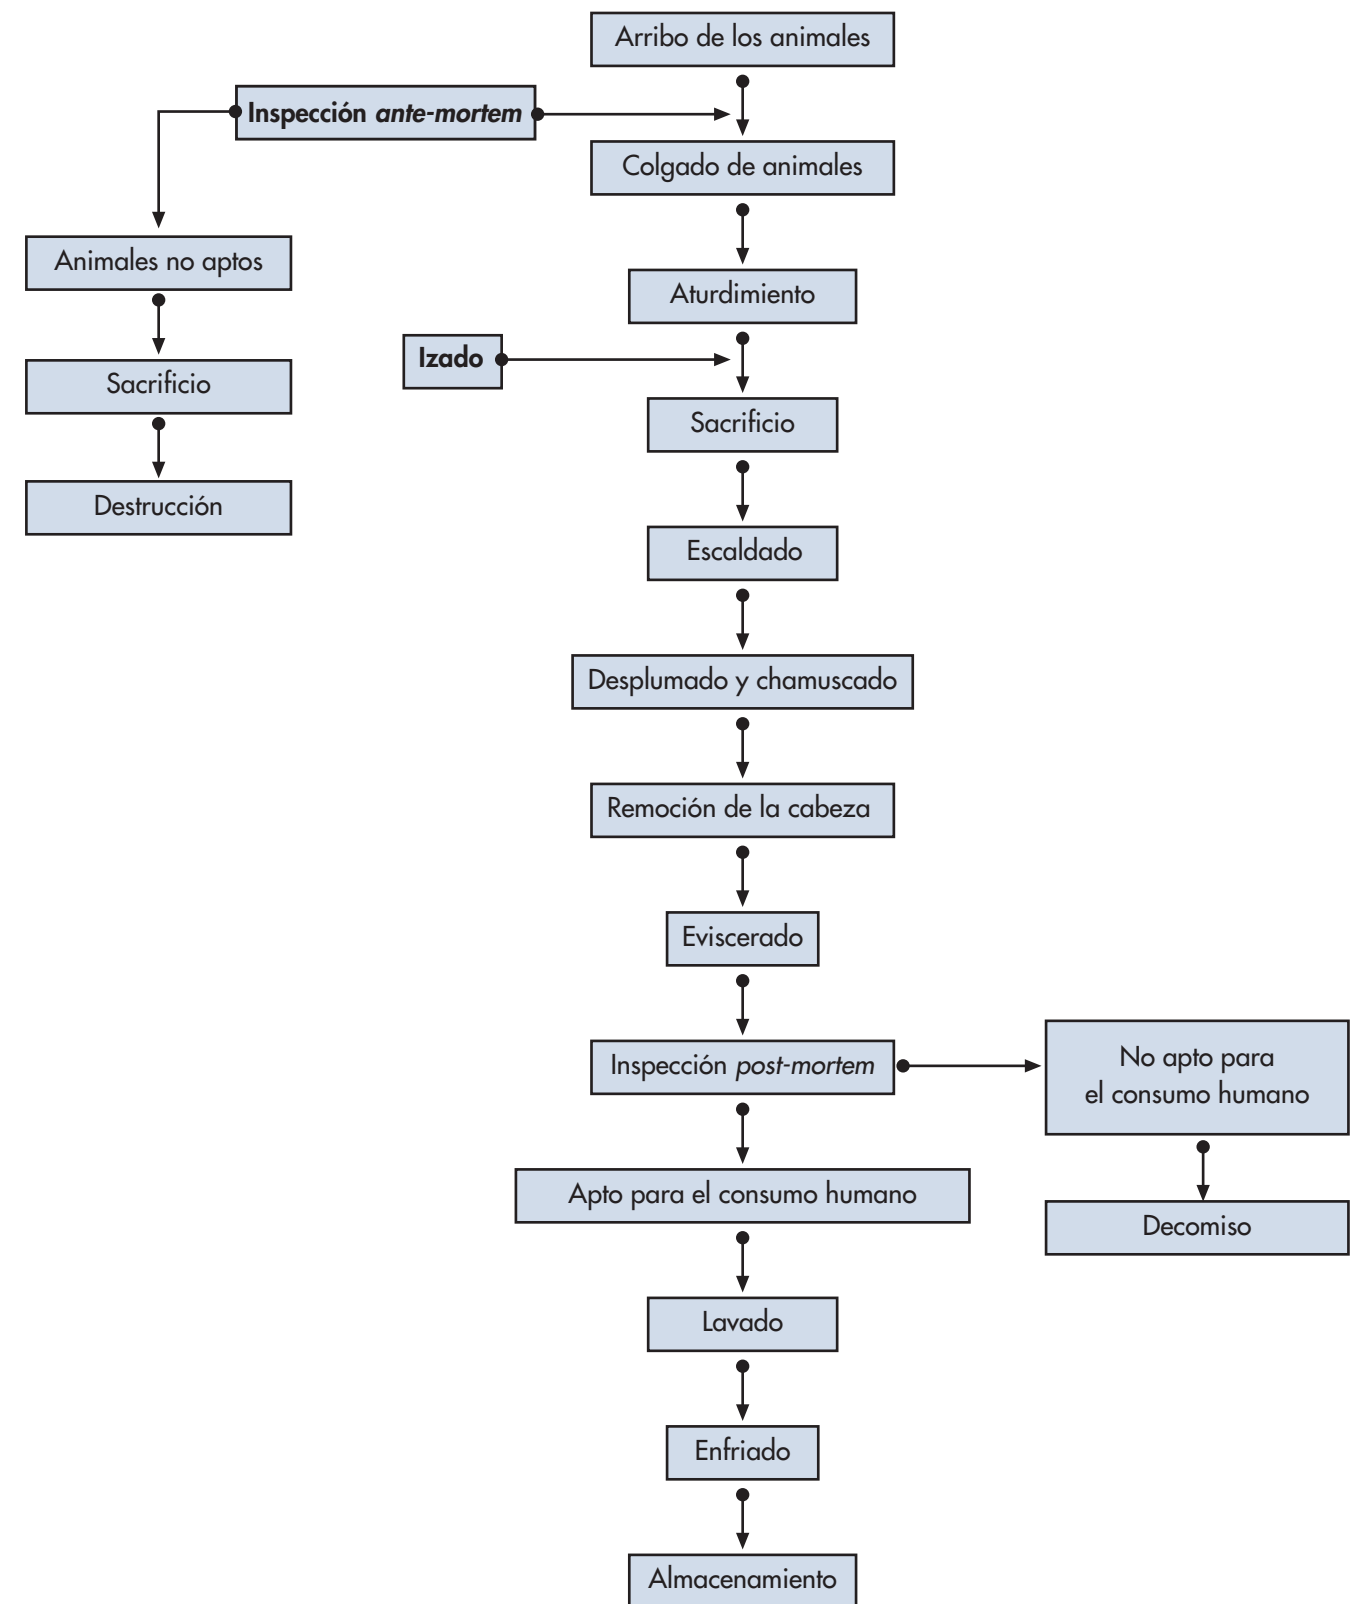 Arribo de los animales
Inspección ante-mortem
Colgado de animales
Animales no aptos
Aturdimiento
Izado
Sacrificio
Sacrificio
Destrucción
Escaldado
Desplumado y chamuscado
Remoción de la cabeza
Eviscerado
Inspección post-mortem
No apto para
el consumo humano
Apto para el consumo humano
Decomiso
Lavado
Enfriado
Almacenamiento